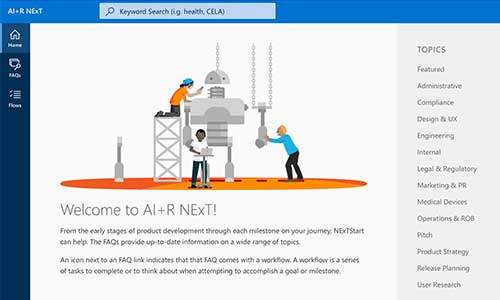 AI+R NExT
Keyword Search (i.g. health, CELA)
Home
FAQs
Flows
Welcome to AI+R NExT!
From the early stages of product development through each milestone on your journey, NExTStart
can help. The FAQs provide up-to-date information on a wide range of topics.
An icon next to an FAQ link indicates that that FAQ comes with a workflow. A workflow is a series
of tasks to complete or to think about when attempting to accomplish a goal or milestone.
TOPICS
Featured
Administrative
Compliance
Design & UX
Engineering
Internal
Legal & Regulatory
Marketing & PR
Medical Devices
Operations & ROB
Pitch
Product Strategy
Release Planning
User Research